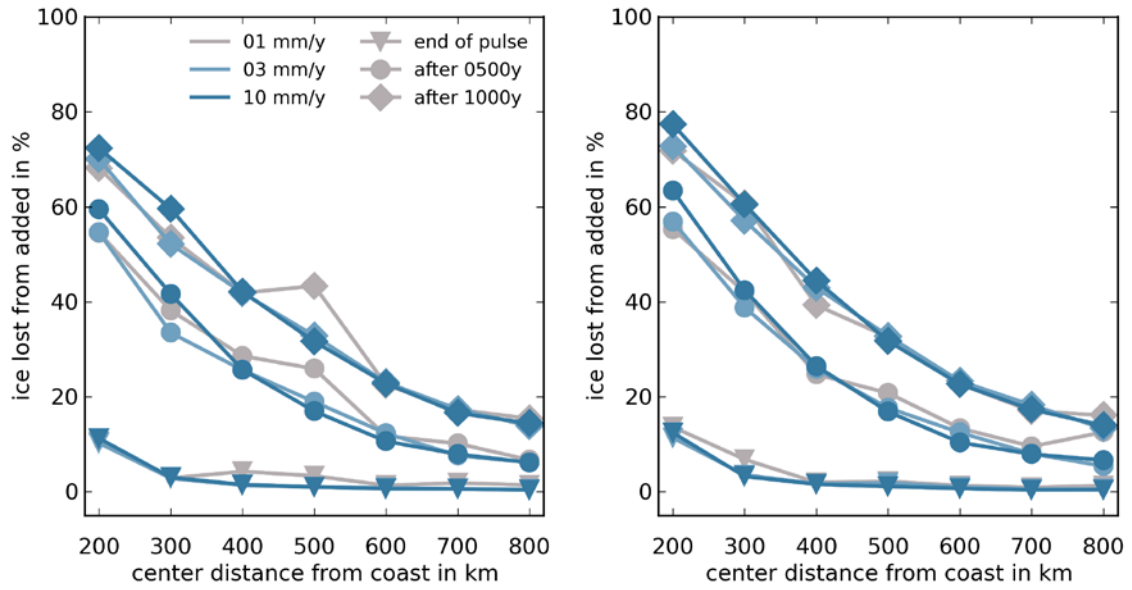 100
80
60
40
20
0
ice lost from added in %
01 mm/y
03 mm/y
10 mm/y
end of pulse
after 0500y
after 1000y
200 300 400 500 600 700 800
center distance from coast in km
100
80
60
40
20
0
ice lost from added in %
200 300 400 500 600 700 800
center distance from coast in km